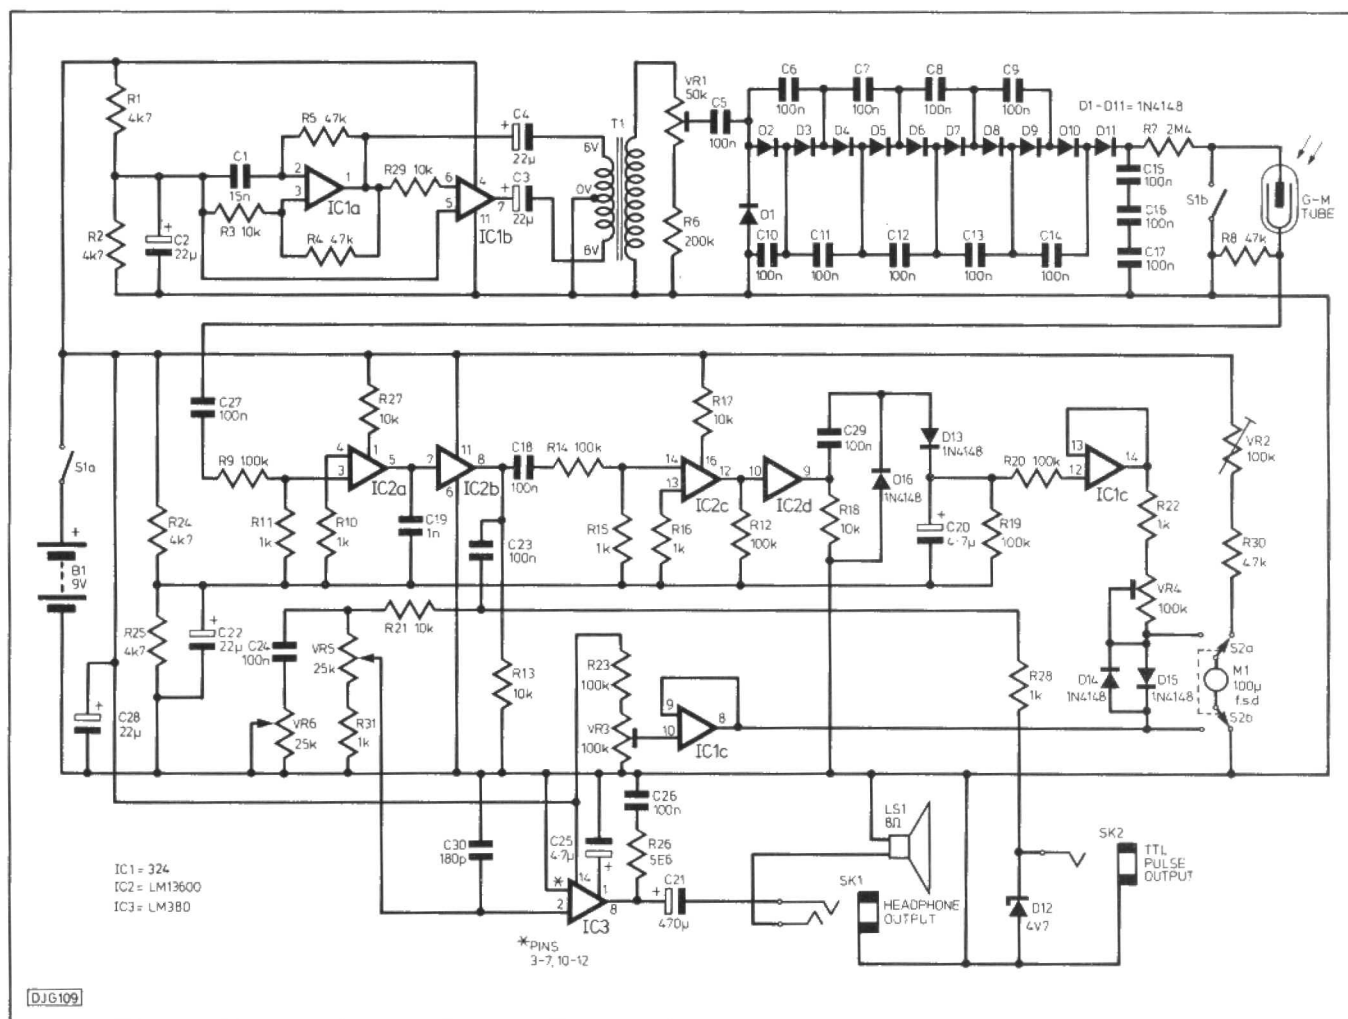 R1
4k7
R2
4k7
C2
22µ
C1
15n
R3 10k
R5 47k
2
3
1
IC1a
R4 47k
R29 10k
6
5
4
11
7
IC1b
C4
22µ
C3
22µ
T1
6V
0V
6V
VR1
50k
R6
200k
C5
100n
C6
100n
C7
100n
C8
100n
C9
100n
D1-D11= 1N4148
D2
D3
D4
D5
D6
D7
D8
D9
D10
D11
D1
C10
100n
C11
100n
C12
100n
C13
100n
C14
100n
R7
2M4
C15
100n
C16
100n
C17
100n
S1b
R8 47k
G-M
TUBE
S1a
B1
9V
C27
100n
R9 100k
R11
1k
R10
1k
R27
10k
4
3
1
5
IC2a
C19
1n
7
11
6
8
IC2b
C18
100n
C23
100n
R14 100k
R15
1k
R16
1k
R17
10k
14
13
16
12
IC2c
R12
100k
10
9
IC2d
C29
100n
R18
10k
D16
1N4148
D13
1N4148
C20
4·7µ
R19
100k
R20 100k
13
12
14
IC1c
R22
1k
VR2
100k
R30
47k
VR4
100k
R24
4k7
R25
4k7
C22
22µ
C28
22µ
C24
100n
VR6
25k
VR5
25k
R31
1k
R21 10k
R13
10k
R23
100k
VR3
100k
9
10
8
IC1c
R28
1k
D14
1N4148
D15
1N4148
S2a
M1
100µ
f.s.d
S2b
C30
180p
C25
4·7µ
C26
100n
R26
5E6
*
14
2
1
8
IC3
*PINS
3-7, 10-12
C21
470µ
LS1
8Ω
SK1
HEADPHONE
OUTPUT
D12
4V7
SK2
TTL
PULSE
OUTPUT
IC1 = 324
IC2 = LM13600
IC3 = LM380
DJG109